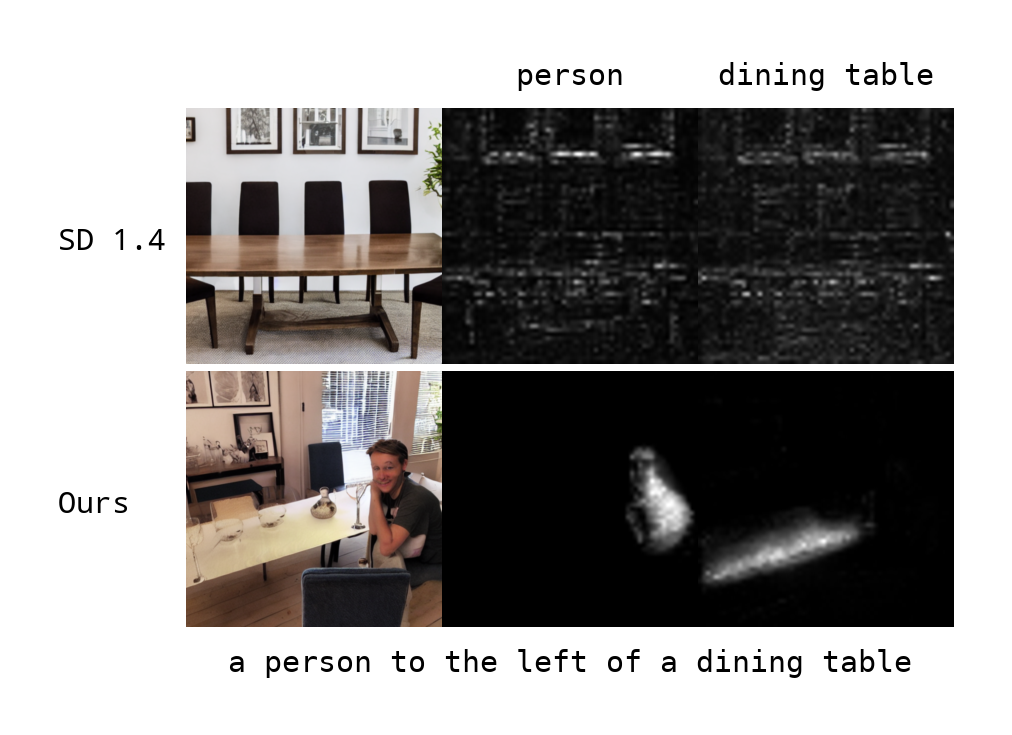 person dining table
SD 1.4
Ours
a person to the left of a dining table